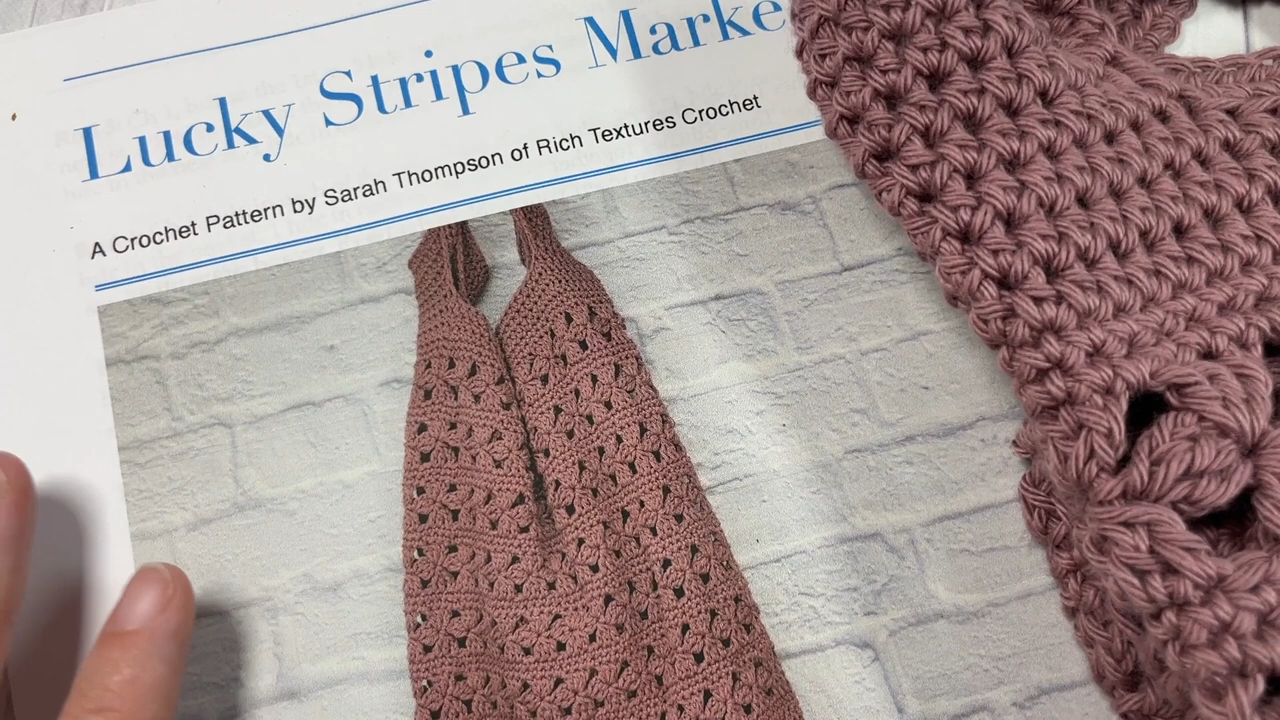 Lucky Stripes Marke
A Crochet Pattern by Sarah Thompson of Rich Textures Crochet